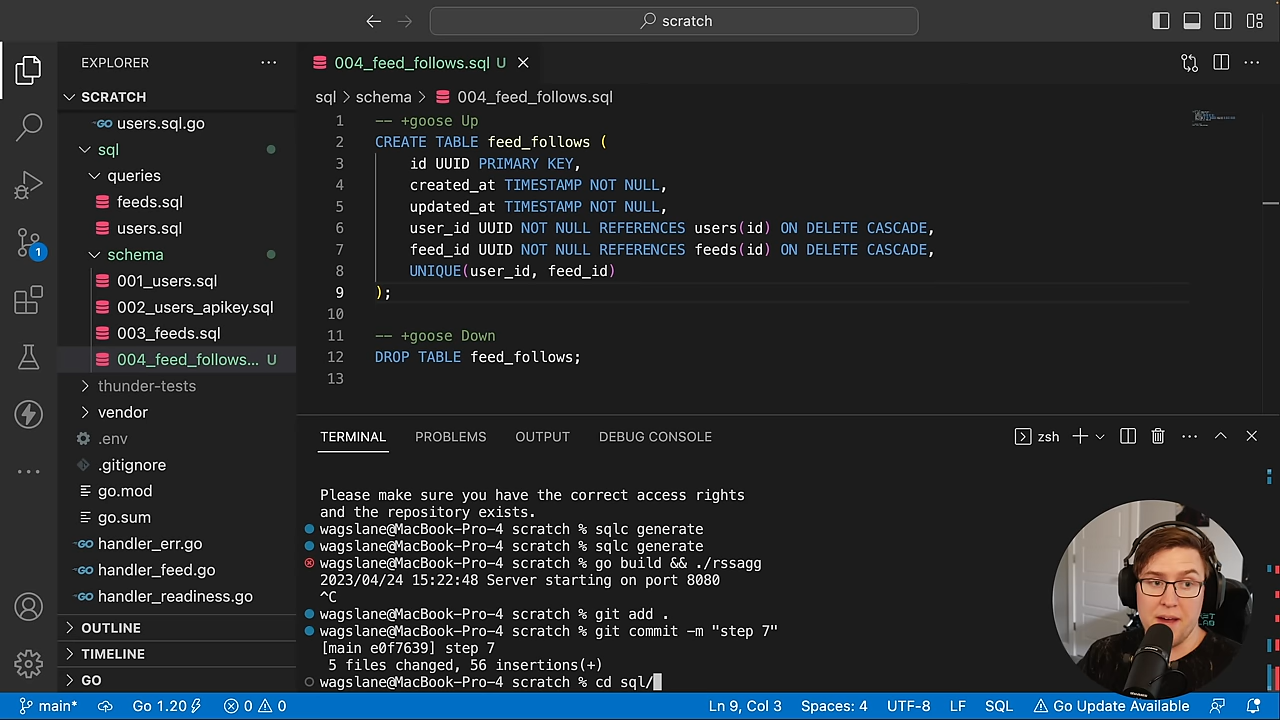 scratch
EXPLORER
SCRATCH
users.sql.go
sql
queries
feeds.sql
users.sql
schema
001_users.sql
002_users_apikey.sql
003_feeds.sql
004_feed_follows... U
thunder-tests
vendor
.env
.gitignore
go.mod
go.sum
handler_err.go
handler_feed.go
handler_readiness.go
OUTLINE
TIMELINE
GO
1
004_feed_follows.sql U
sql > schema > 004_feed_follows.sql
1 -- +goose Up
2 CREATE TABLE feed_follows (
3 id UUID PRIMARY KEY,
4 created_at TIMESTAMP NOT NULL,
5 updated_at TIMESTAMP NOT NULL,
6 user_id UUID NOT NULL REFERENCES users(id) ON DELETE CASCADE,
7 feed_id UUID NOT NULL REFERENCES feeds(id) ON DELETE CASCADE,
8 UNIQUE(user_id, feed_id)
9 );
10
11 -- +goose Down
12 DROP TABLE feed_follows;
13
TERMINAL PROBLEMS OUTPUT DEBUG CONSOLE zsh
Please make sure you have the correct access rights
and the repository exists.
wagslane@MacBook-Pro-4 scratch % sqlc generate
wagslane@MacBook-Pro-4 scratch % sqlc generate
wagslane@MacBook-Pro-4 scratch % go build && ./rssagg
2023/04/24 15:22:48 Server starting on port 8080
^C
wagslane@MacBook-Pro-4 scratch % git add .
wagslane@MacBook-Pro-4 scratch % git commit -m "step 7"
[main e0f7639] step 7
5 files changed, 56 insertions(+)
wagslane@MacBook-Pro-4 scratch % cd sql/
main* Go 1.20 0 0 Ln 9, Col 3 Spaces: 4 UTF-8 LF SQL Go Update Available